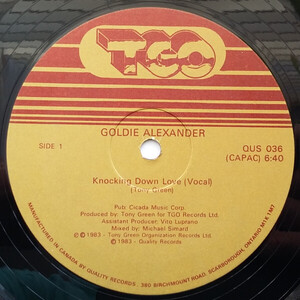 TGO
GOLDIE ALEXANDER
SIDE 1
QUS 036
(CAPAC) 6:40
Knocking Down Love (Vocal)
(Tony Green)
Pub: Cicada Music Corp.
Produced by: Tony Green for TGO Records Ltd.
Assistant Producer: Vito Luprano
Mixed by: Michael Simard
©1983 - Tony Green Organization Records Ltd.
℗1983 - Quality Records
MANUFACTURED IN CANADA BY QUALITY RECORDS, 380 BIRCHMOUNT ROAD, SCARBOROUGH, ONTARIO M1K 1M7